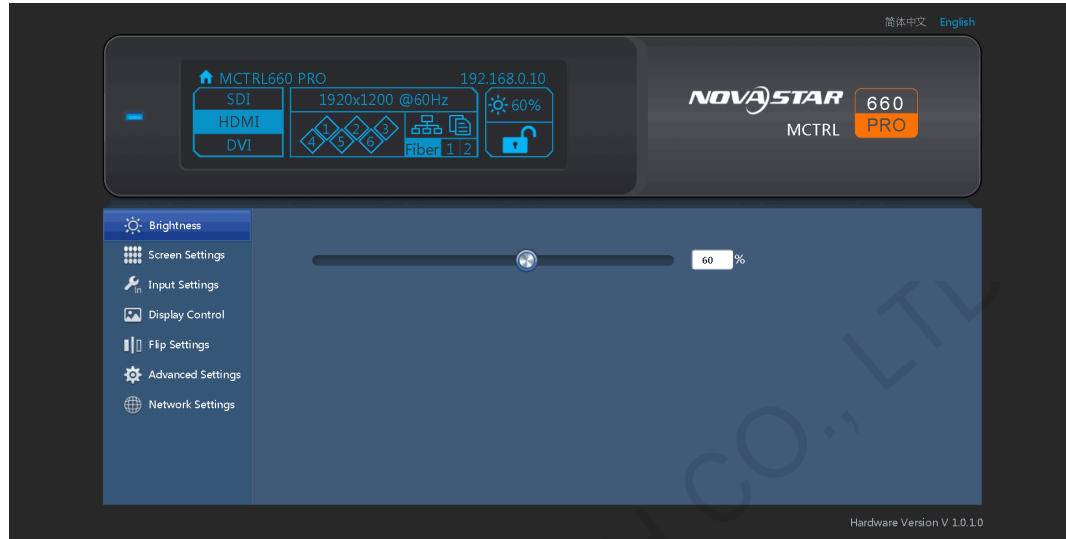 简体中文 English
MCTRL660 PRO 192.168.0.10
SDI 1920x1200 @60Hz 60%
HDMI
DVI
1 2 3
4 5 6
Fiber 1 2
NOVASTAR 660
MCTRL PRO
Brightness
60 %
Screen Settings
In Input Settings
Display Control
Flip Settings
Advanced Settings
Network Settings
CO., LTD
Hardware Version V 1.0.1.0